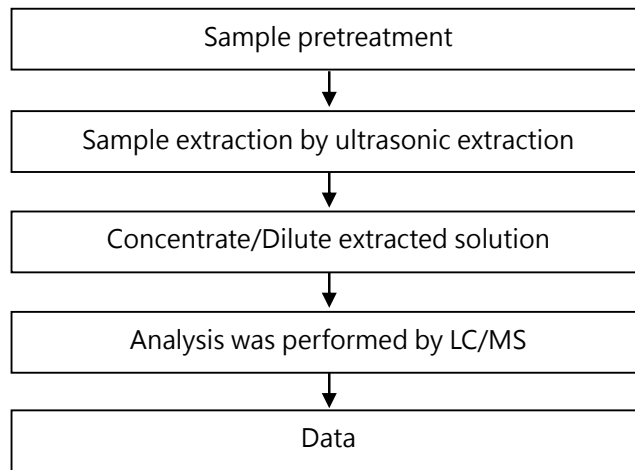 Sample pretreatment
Sample extraction by ultrasonic extraction
Concentrate/Dilute extracted solution
Analysis was performed by LC/MS
Data